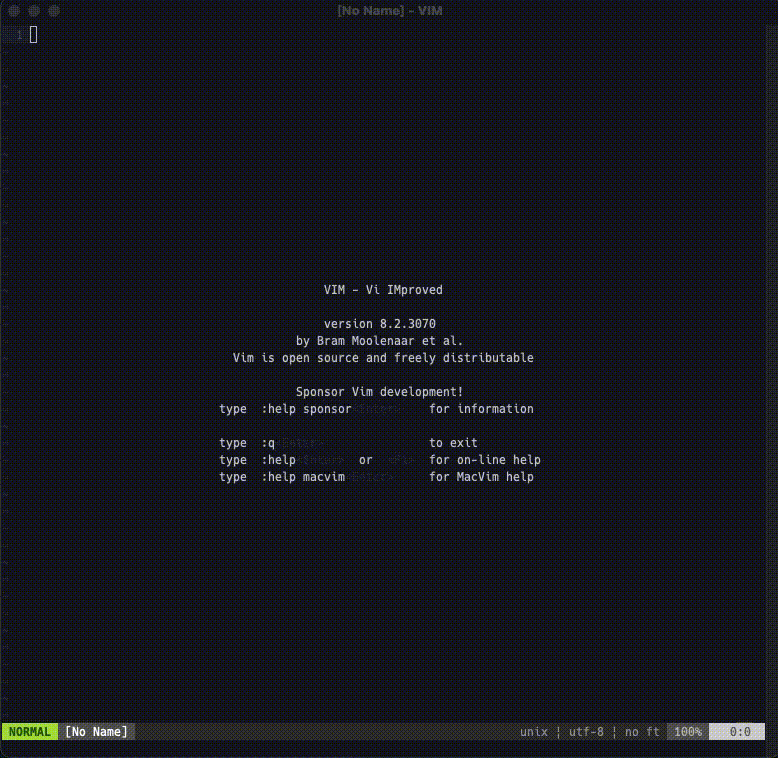 [No Name] - VIM
1
VIM - Vi IMproved
version 8.2.3070
by Bram Moolenaar et al.
Vim is open source and freely distributable
Sponsor Vim development!
type :help sponsor<Enter> for information
type :q<Enter> to exit
type :help<Enter> or <F1> for on-line help
type :help macvim<Enter> for MacVim help
NORMAL [No Name] unix ¦ utf-8 ¦ no ft 100% 0:0